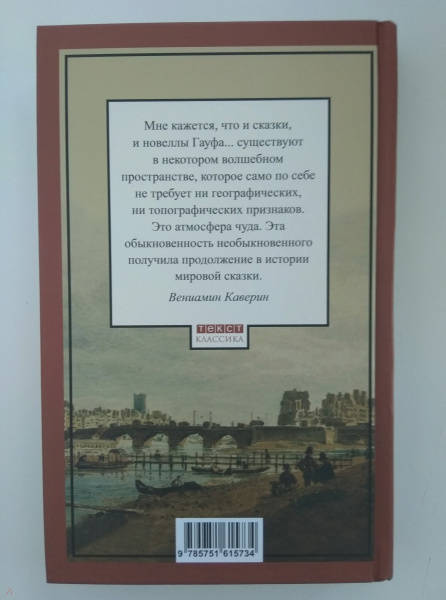 Мне кажется, что и сказки,
и новеллы Гауфа... существуют
в некотором волшебном
пространстве, которое само по себе
не требует ни географических,
ни топографических признаков.
Это атмосфера чуда. Эта
обыкновенность необыкновенного
получила продолжение в истории
мировой сказки.
Вениамин Каверин
текст
КЛАССИКА
9 785751 615734